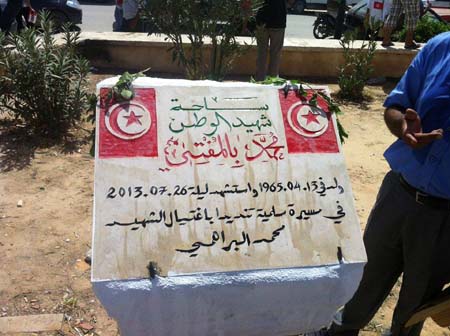 ساحة
شهيد الوطن
محمد بالمفتي
ولد في 1965.04.13 واستشهد ليلة 2013.07.26
في مسيرة سلمية تنديدا باغتيال الشهيد
محمد البراهمي